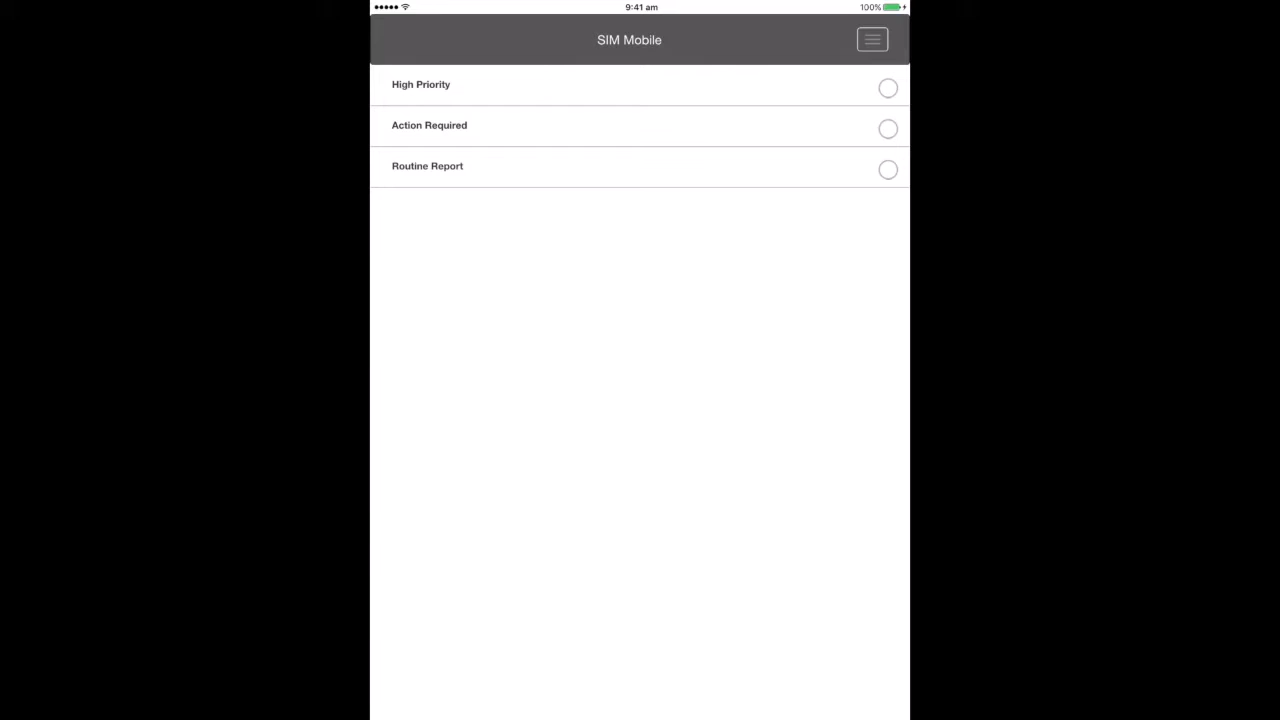 9:41 am
100%
SIM Mobile
High Priority
Action Required
Routine Report